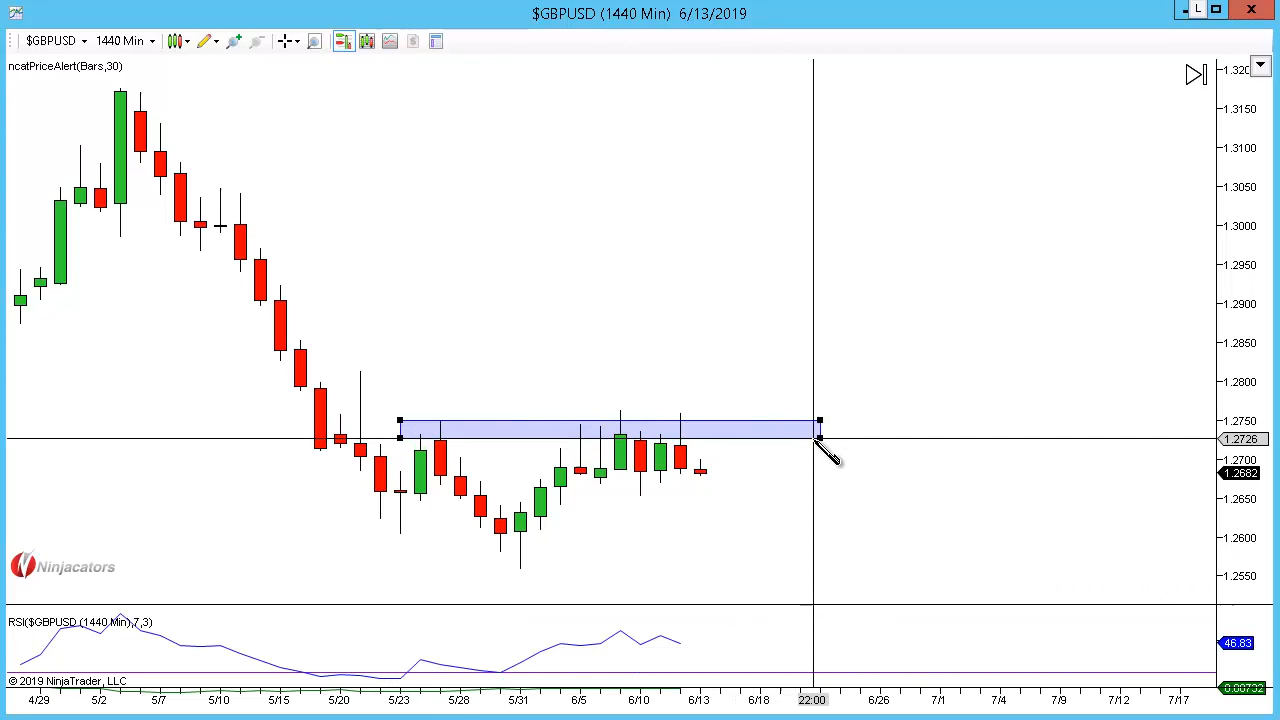 $GBPUSD (1440 Min) 6/13/2019
L
$GBPUSD 1440 Min
ncatPriceAlert(Bars,30)
1.320
1.3150
1.3100
1.3050
1.3000
1.2950
1.2900
1.2850
1.2800
1.2750
1.2726
1.2700
1.2682
1.2650
1.2600
1.2550
Ninjacators
RSI($GBPUSD (1440 Min),7,3)
46.83
© 2019 NinjaTrader, LLC
0.00732
4/29 5/2 5/7 5/10 5/15 5/20 5/23 5/28 5/31 6/5 6/10 6/13 6/18 22:00 6/26 7/1 7/4 7/9 7/12 7/17